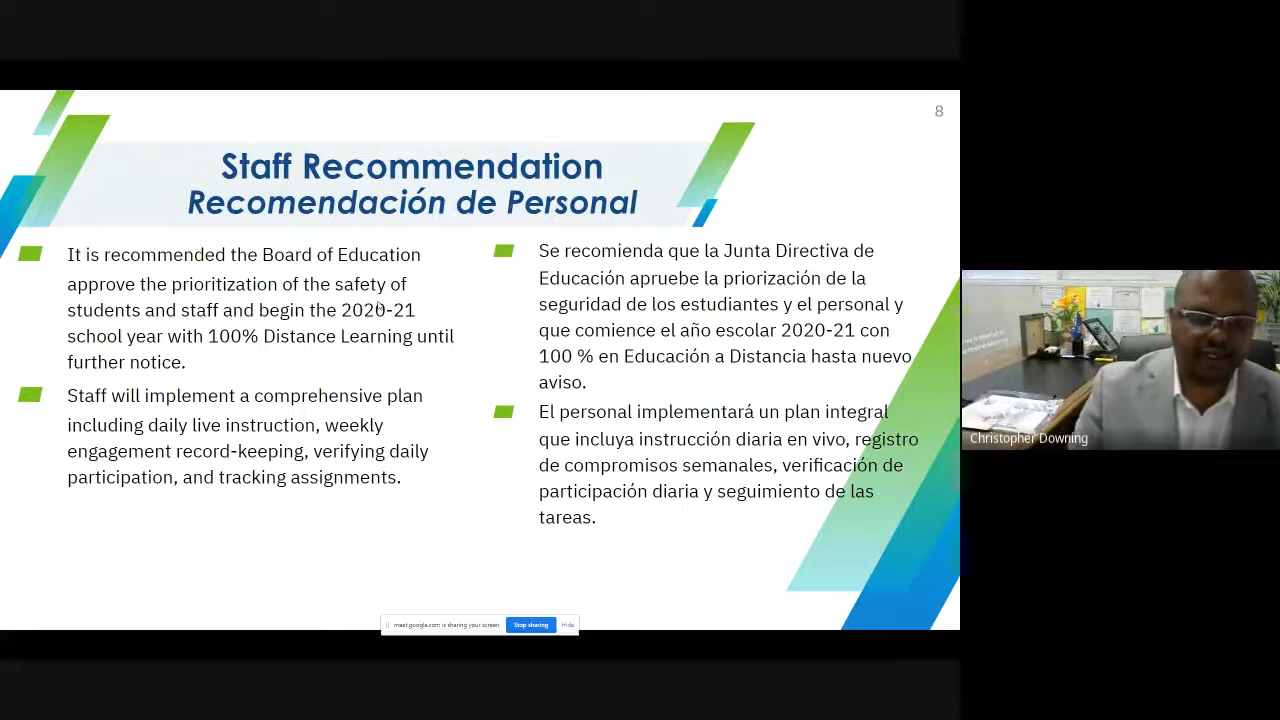 8
Staff Recommendation
Recomendación de Personal
It is recommended the Board of Education
approve the prioritization of the safety of
students and staff and begin the 2020-21
school year with 100% Distance Learning until
further notice.
Staff will implement a comprehensive plan
including daily live instruction, weekly
engagement record-keeping, verifying daily
participation, and tracking assignments.
Se recomienda que la Junta Directiva de
Educación apruebe la priorización de la
seguridad de los estudiantes y el personal y
que comience el año escolar 2020-21 con
100 % en Educación a Distancia hasta nuevo
aviso.
El personal implementará un plan integral
que incluya instrucción diaria en vivo, registro
de compromisos semanales, verificación de
participación diaria y seguimiento de las
tareas.
meet.google.com is sharing your screen.
Stop sharing
Hide
Christopher Downing